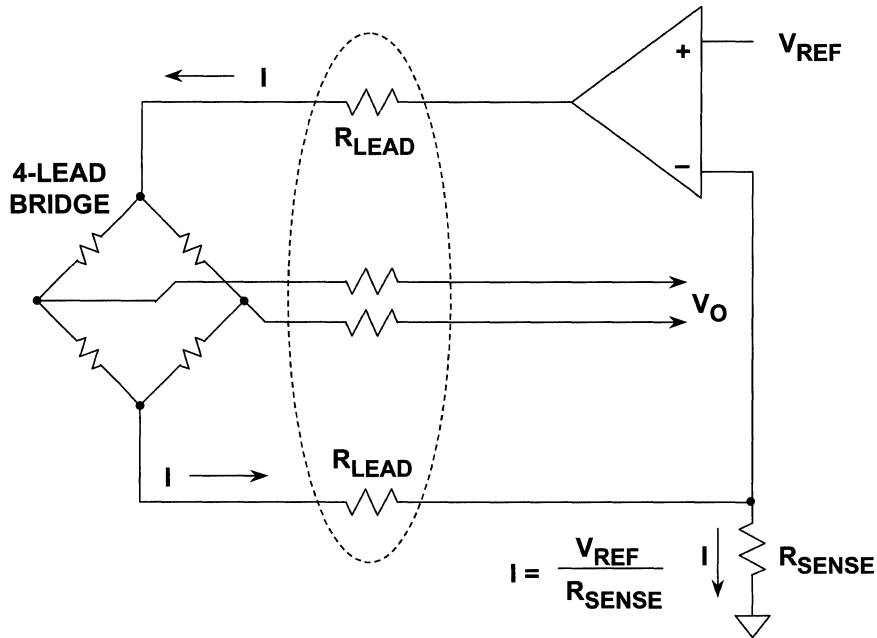 +
V_REF
I
R_LEAD
−
4-LEAD
BRIDGE
V_O
R_LEAD
I
I = V_REF / R_SENSE
I
R_SENSE